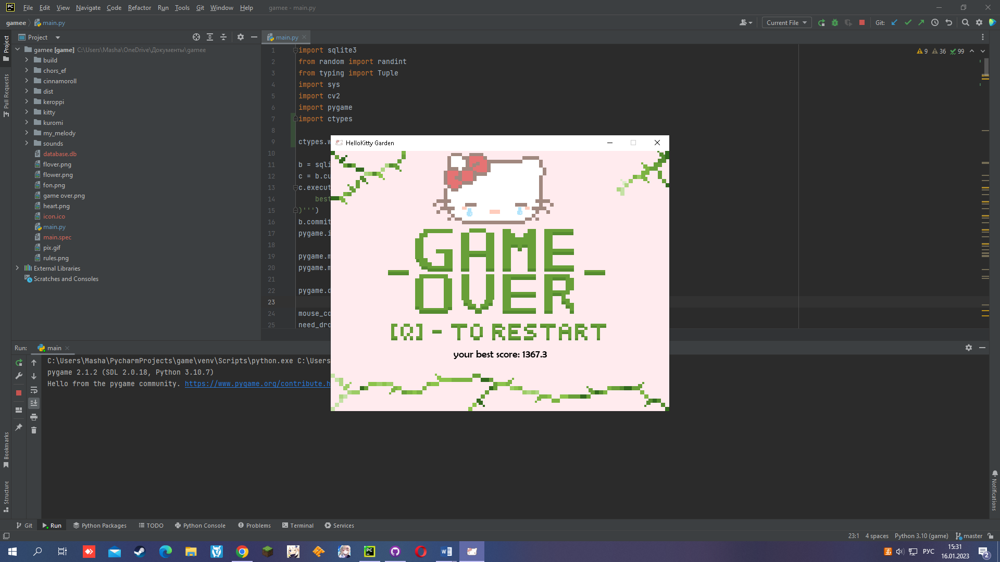 File Edit View Navigate Code Refactor Run Tools Git Window Help gamee - main.py
gamee main.py Current File Git:
Project
gamee [game] C:\Users\Masha\OneDrive\Документы\gamee
build
chors_ef
cinnamoroll
dist
keroppi
kitty
kuromi
my_melody
sounds
database.db
flover.png
flower.png
fon.png
game over.png
heart.png
icon.ico
main.py
main.spec
pix.gif
rules.png
External Libraries
Scratches and Consoles
Project
Pull Requests
Bookmarks
Structure
main.py
9 36 99
1 import sqlite3
2 from random import randint
3 from typing import Tuple
4 import sys
5 import cv2
6 import pygame
7 import ctypes
8
9 ctypes.w
10
11 b = sqli
12 c = b.cu
13 c.execut
14 best
15 )''')
16 b.commit
17 pygame.i
18
19 pygame.m
20 pygame.m
21
22 pygame.d
23
24 mouse_co
25 need_dro
HelloKitty Garden
GAME
OVER
[Q] - TO RESTART
your best score: 1367.3
Run: main
C:\Users\Masha\PycharmProjects\game\venv\Scripts\python.exe C:\Users
pygame 2.1.2 (SDL 2.0.18, Python 3.10.7)
Hello from the pygame community. https://www.pygame.org/contribute.h
Notifications
Git Run Python Packages TODO Python Console Problems Terminal Services
23:1 4 spaces Python 3.10 (game) master
РУС
15:31
16.01.2023
2